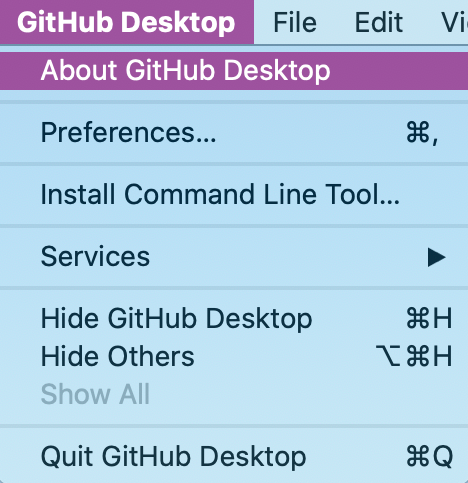 GitHub Desktop File Edit
About GitHub Desktop
Preferences... ⌘,
Install Command Line Tool...
Services ▶
Hide GitHub Desktop ⌘H
Hide Others ⌥⌘H
Show All
Quit GitHub Desktop ⌘Q